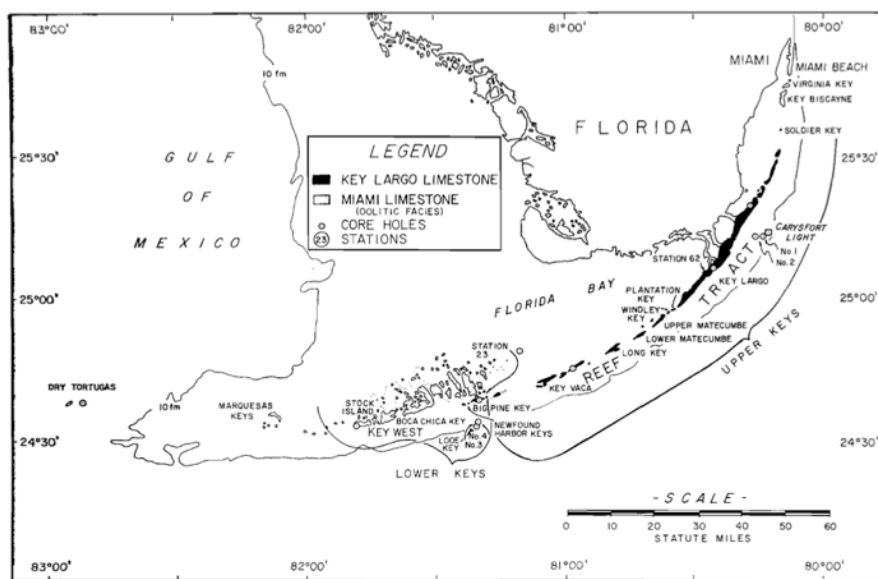 83°00'
82°00'
81°00'
80°00'
MIAMI
MIAMI BEACH
VIRGINIA KEY
KEY BISCAYNE
SOLDIER KEY
10 fm
FLORIDA
25°30'
25°30'
GULF
OF
MEXICO
LEGEND
KEY LARGO LIMESTONE
MIAMI LIMESTONE
(OOLITIC FACIES)
CORE HOLES
23 STATIONS
CARYSFORT
LIGHT
No. 1
No. 2
STATION 62
KEY LARGO
REEF TRACT
25°00'
25°00'
FLORIDA BAY
PLANTATION
KEY
WINDLEY
KEY
UPPER MATECUMBE
LOWER MATECUMBE
LONG KEY
UPPER KEYS
STATION
23
KEY VACA
DRY TORTUGAS
10 fm
MARQUESAS
KEYS
STOCK
ISLAND
BIG PINE KEY
BOCA CHICA KEY
KEY WEST
NEWFOUND
HARBOR KEYS
LOOE
KEY
No. 4
No. 3
24°30'
24°30'
LOWER KEYS
- SCALE -
0 10 20 30 40 50 60
STATUTE MILES
83°00'
82°00'
81°00'
80°00'